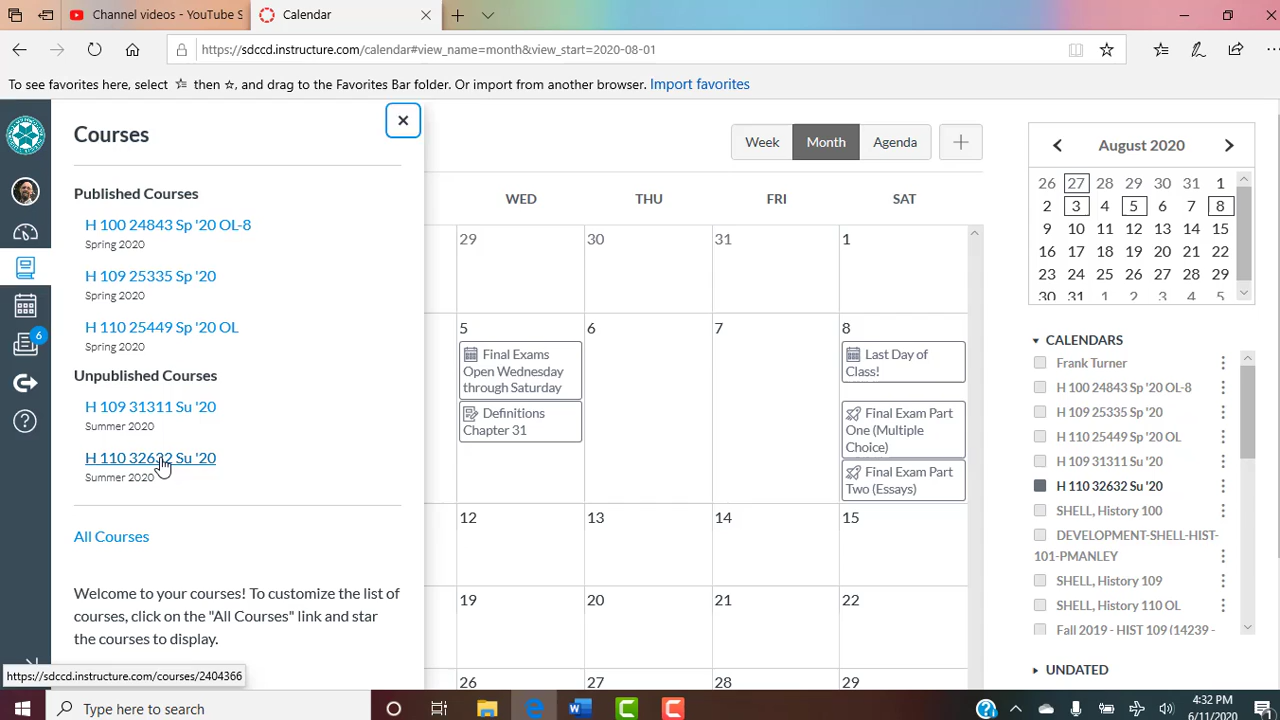 Channel videos - YouTube S
Calendar
https://sdccd.instructure.com/calendar#view_name=month&view_start=2020-08-01
To see favorites here, select then ☆, and drag to the Favorites Bar folder. Or import from another browser. Import favorites
Courses
Published Courses
H 100 24843 Sp '20 OL-8
Spring 2020
H 109 25335 Sp '20
Spring 2020
H 110 25449 Sp '20 OL
Spring 2020
Unpublished Courses
H 109 31311 Su '20
Summer 2020
H 110 32632 Su '20
Summer 2020
All Courses
Welcome to your courses! To customize the list of
courses, click on the "All Courses" link and star
the courses to display.
https://sdccd.instructure.com/courses/2404366
6
Week Month Agenda
WED THU FRI SAT
29 30 31 1
5 6 7 8
Final Exams
Open Wednesday
through Saturday
Definitions
Chapter 31
Last Day of
Class!
Final Exam Part
One (Multiple
Choice)
Final Exam Part
Two (Essays)
12 13 14 15
19 20 21 22
26 27 28 29
August 2020
26 27 28 29 30 31 1
2 3 4 5 6 7 8
9 10 11 12 13 14 15
16 17 18 19 20 21 22
23 24 25 26 27 28 29
30 31 1 2 3 4 5
CALENDARS
Frank Turner
H 100 24843 Sp '20 OL-8
H 109 25335 Sp '20
H 110 25449 Sp '20 OL
H 109 31311 Su '20
H 110 32632 Su '20
SHELL, History 100
DEVELOPMENT-SHELL-HIST-
101-PMANLEY
SHELL, History 109
SHELL, History 110 OL
Fall 2019 - HIST 109 (14239 -
UNDATED
Type here to search
4:32 PM
6/11/2020